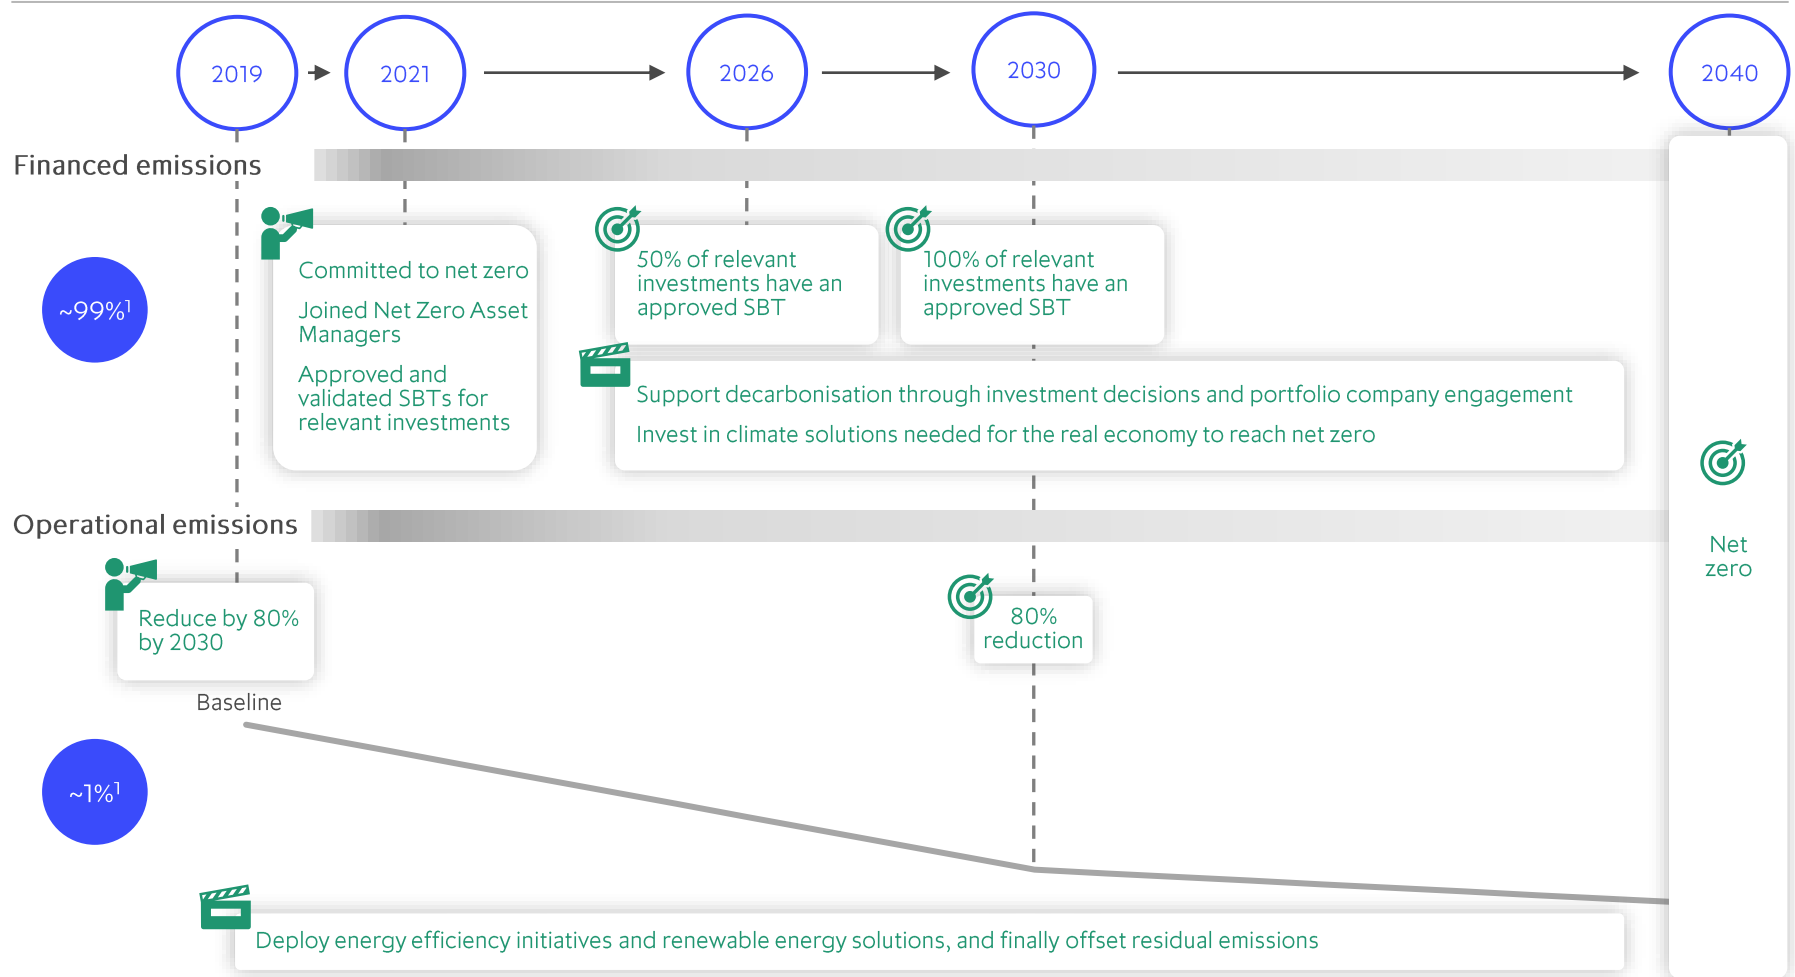 2019
2021
2026
2030
2040
Financed emissions
~99%¹
Committed to net zero
Joined Net Zero Asset
Managers
Approved and
validated SBTs for
relevant investments
50% of relevant
investments have an
approved SBT
100% of relevant
investments have an
approved SBT
Support decarbonisation through investment decisions and portfolio company engagement
Invest in climate solutions needed for the real economy to reach net zero
Net
zero
Operational emissions
Reduce by 80%
by 2030
80%
reduction
Baseline
~1%¹
Deploy energy efficiency initiatives and renewable energy solutions, and finally offset residual emissions